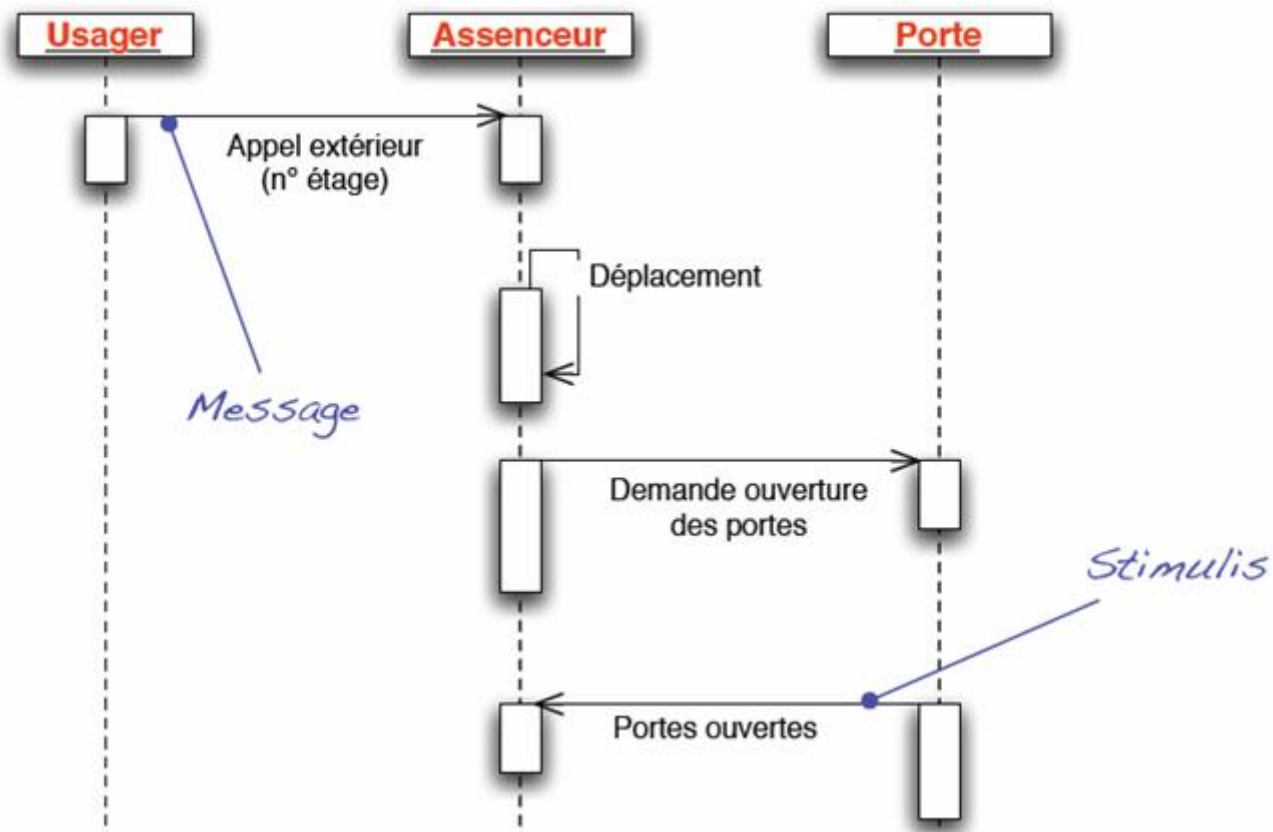 Usager
Assenceur
Porte
Appel extérieur
(n° étage)
Déplacement
Message
Demande ouverture
des portes
Stimulis
Portes ouvertes